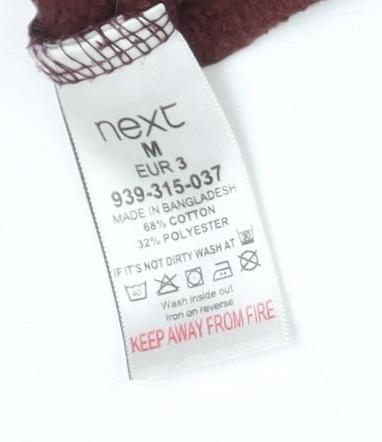 next
M
EUR 3
939-315-037
MADE IN BANGLADESH
68% COTTON
32% POLYESTER
IF IT'S NOT DIRTY WASH AT 30
40
Wash inside out
Iron on reverse
KEEP AWAY FROM FIRE